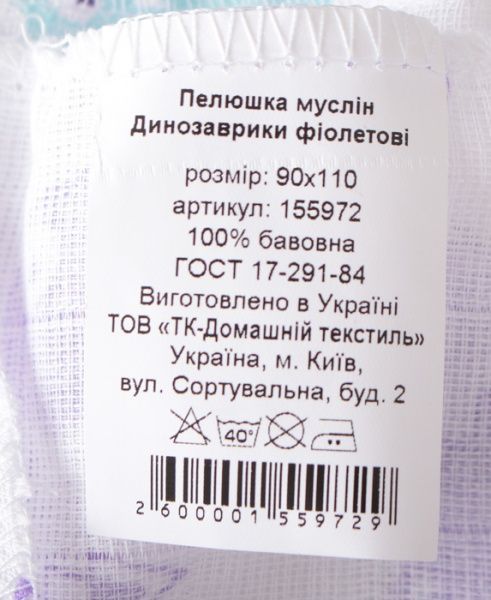 Пелюшка муслін
Динозаврики фіолетові
розмір: 90х110
артикул: 155972
100% бавовна
ГОСТ 17-291-84
Виготовлено в Україні
ТОВ «ТК-Домашній текстиль»
Україна, м. Київ,
вул. Сортувальна, буд. 2
40°
2 600001 559729